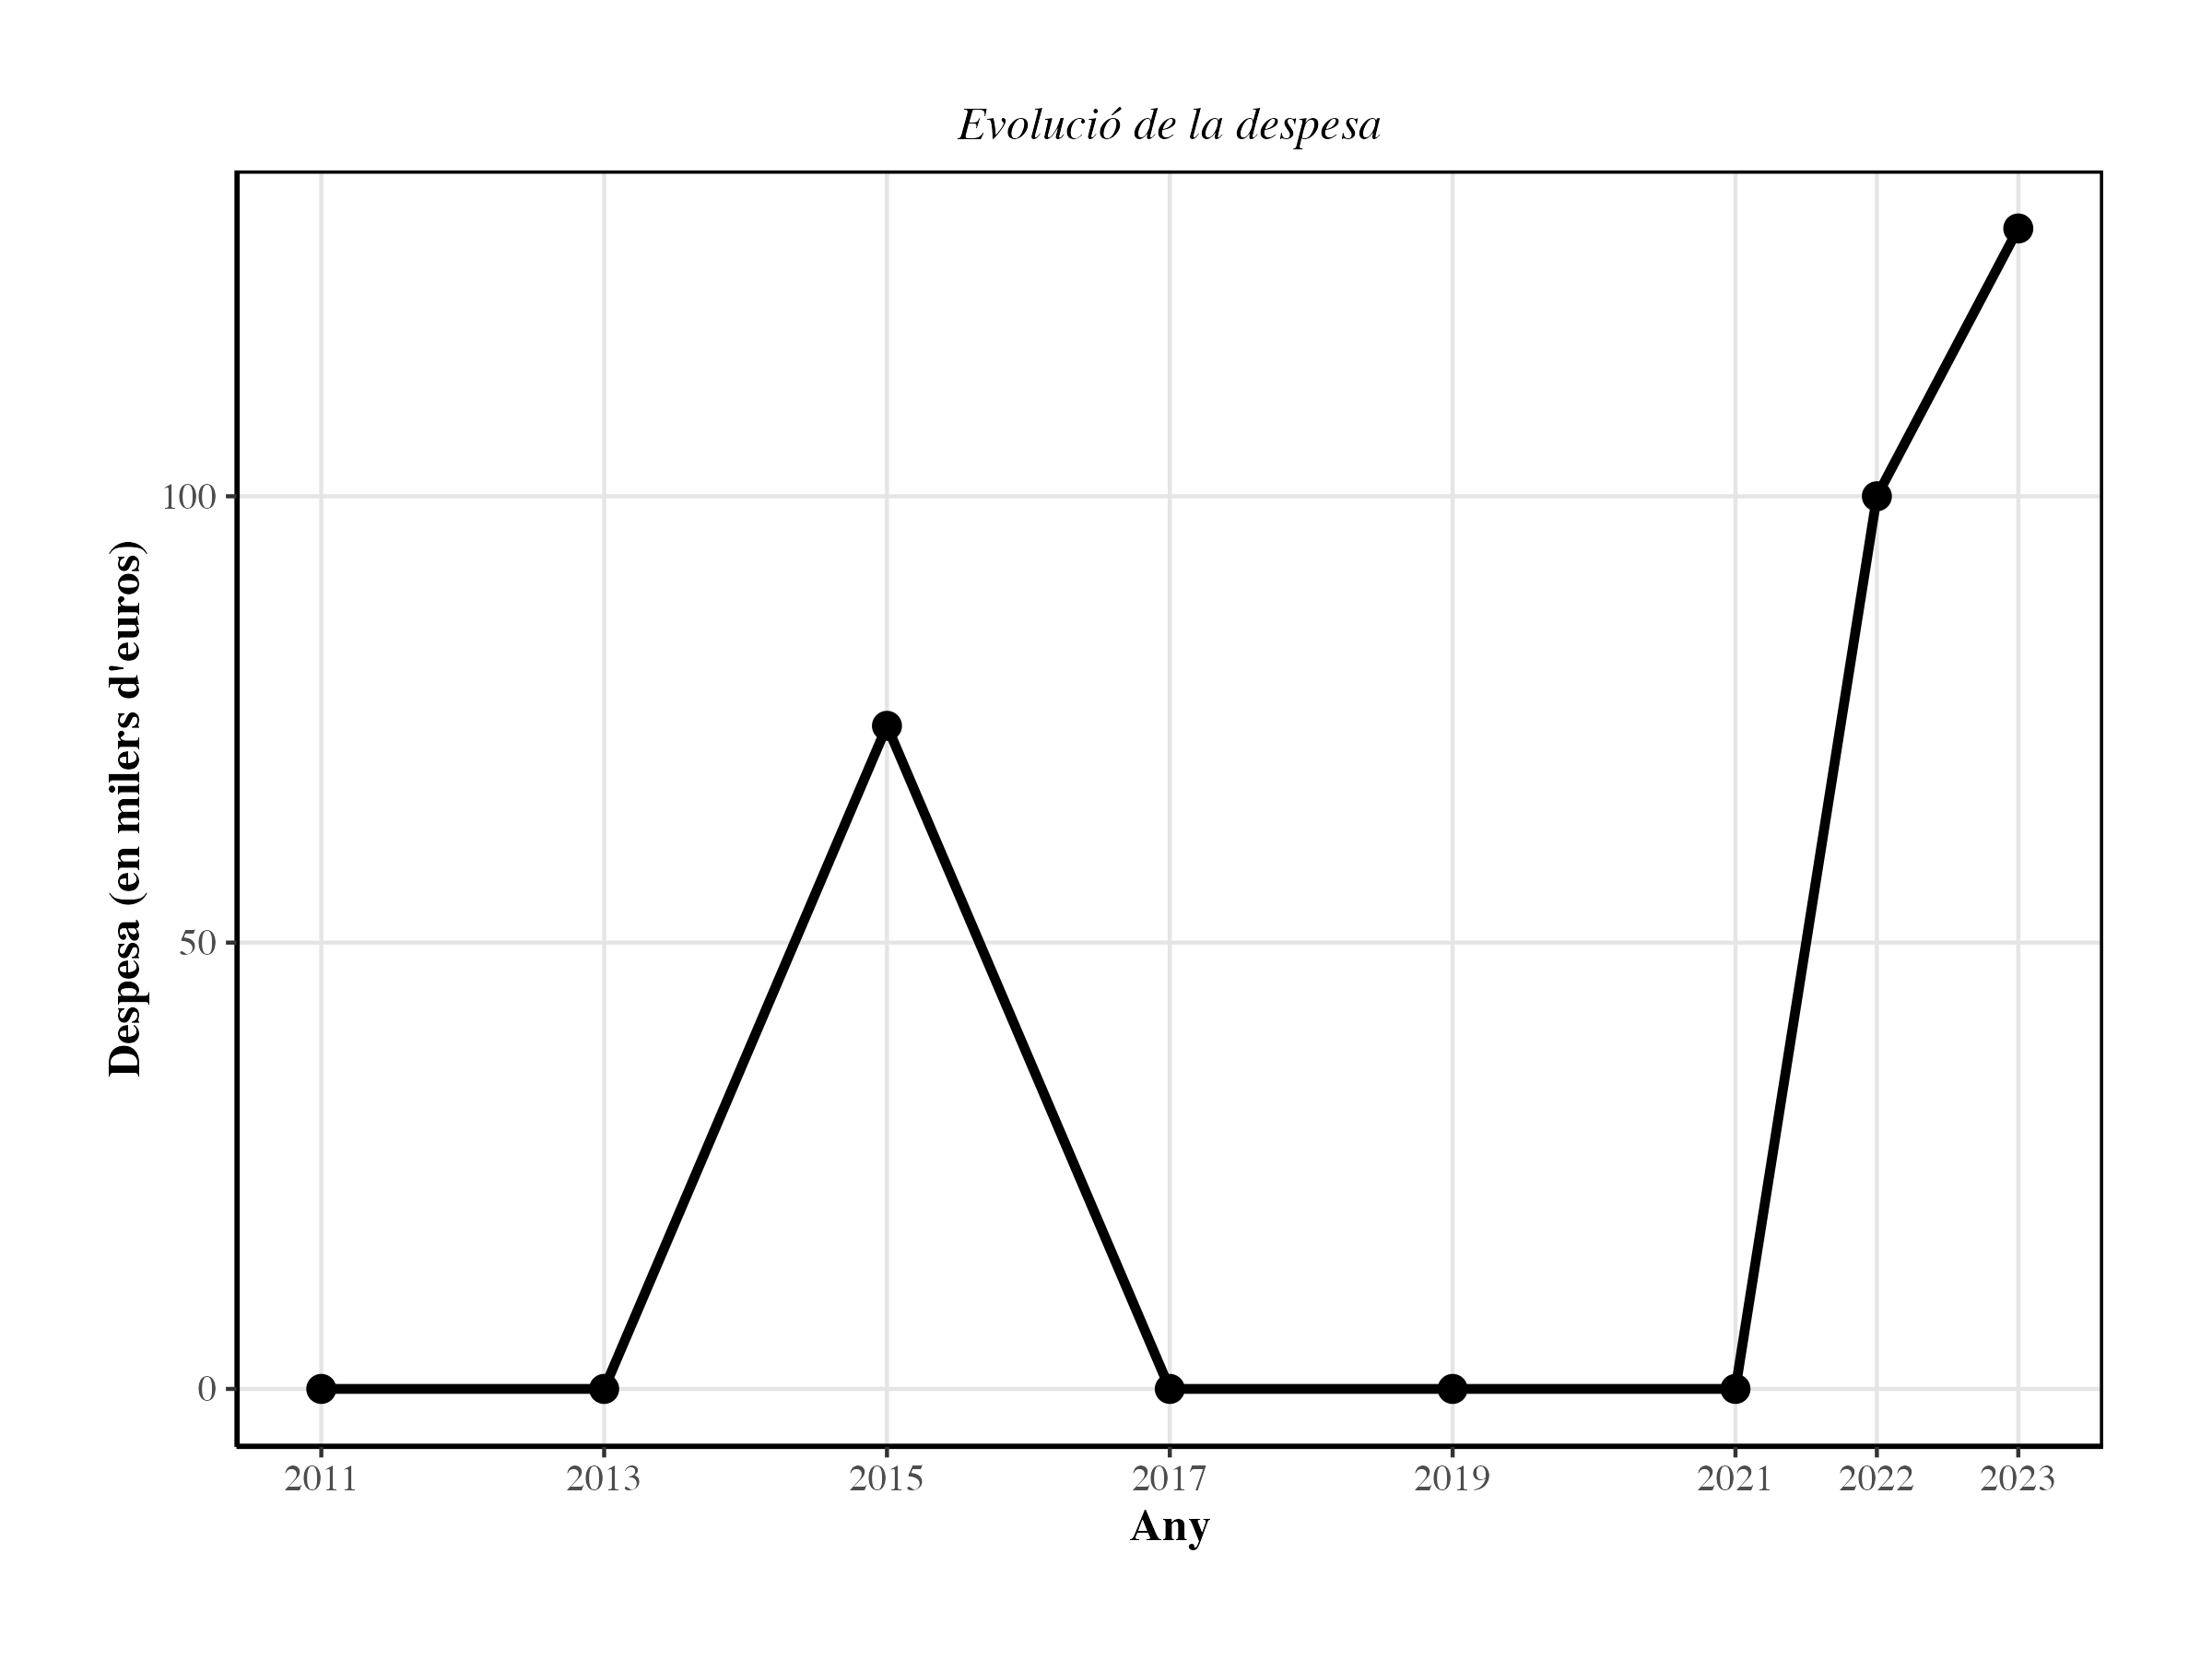 Evolució de la despesa
Despesa (en milers d'euros)
100
50
0
2011 2013 2015 2017 2019 2021 2022 2023
Any